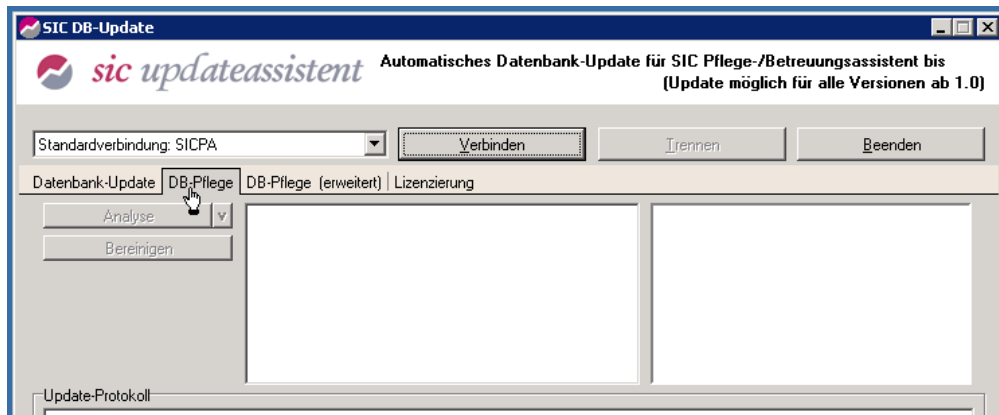 SIC DB-Update
sic updateassistent
Automatisches Datenbank-Update für SIC Pflege-/Betreuungsassistent bis
(Update möglich für alle Versionen ab 1.0)
Standardverbindung: SICPA
Verbinden
Trennen
Beenden
Datenbank-Update DB-Pflege DB-Pflege (erweitert) Lizenzierung
Analyse
Bereinigen
Update-Protokoll